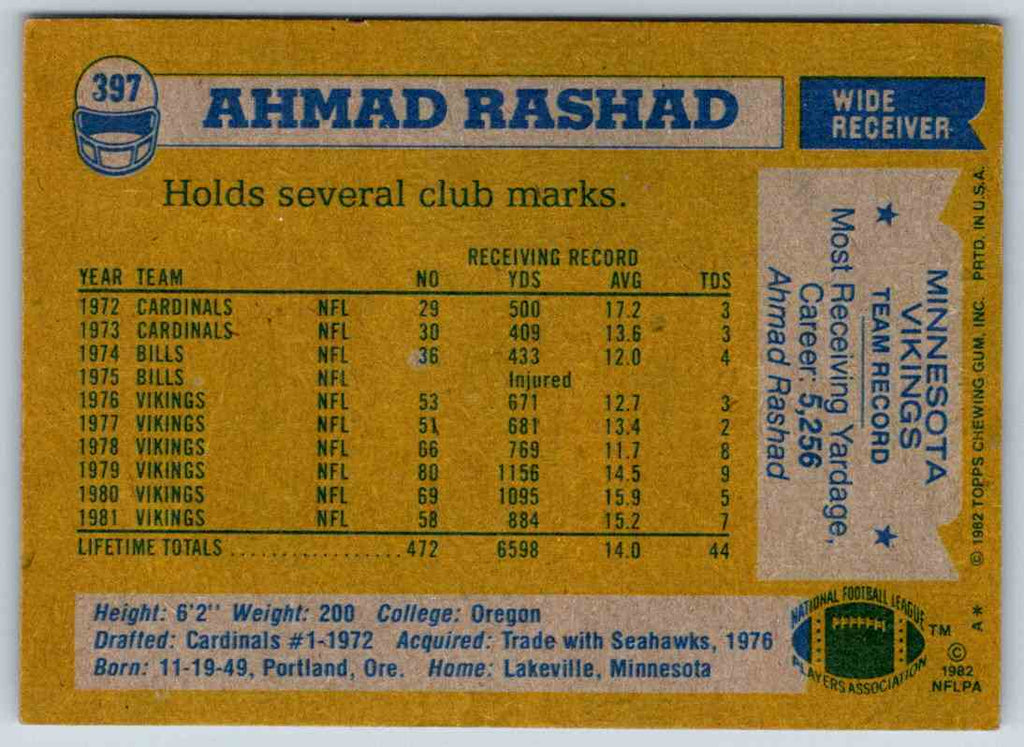 397
AHMAD RASHAD
WIDE
RECEIVER
Holds several club marks.
RECEIVING RECORD
YEAR TEAM NO YDS AVG TDS
1972 CARDINALS NFL 29 500 17.2 3
1973 CARDINALS NFL 30 409 13.6 3
1974 BILLS NFL 36 433 12.0 4
1975 BILLS NFL Injured
1976 VIKINGS NFL 53 671 12.7 3
1977 VIKINGS NFL 51 681 13.4 2
1978 VIKINGS NFL 66 769 11.7 8
1979 VIKINGS NFL 80 1156 14.5 9
1980 VIKINGS NFL 69 1095 15.9 5
1981 VIKINGS NFL 58 884 15.2 7
LIFETIME TOTALS ................. 472 6598 14.0 44
MINNESOTA
VIKINGS
TEAM RECORD
Most Receiving Yardage,
Career: 5,256
Ahmad Rashad
© 1982 TOPPS CHEWING GUM, INC. PRTD. IN U.S.A.
A*
Height: 6'2" Weight: 200 College: Oregon
Drafted: Cardinals #1-1972 Acquired: Trade with Seahawks, 1976
Born: 11-19-49, Portland, Ore. Home: Lakeville, Minnesota
NATIONAL FOOTBALL LEAGUE
PLAYERS ASSOCIATION
TM
©
1982
NFLPA